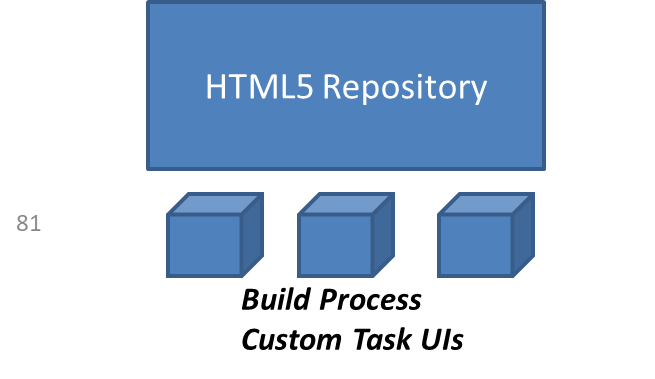 HTML5 Repository
81
Build Process
Custom Task UIs